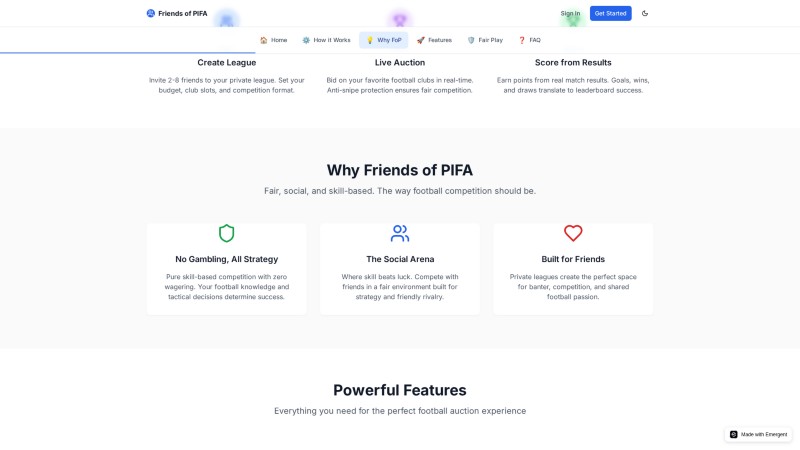 Friends of PIFA
Sign In
Get Started
Home
How it Works
Why FoP
Features
Fair Play
FAQ
Create League
Invite 2-8 friends to your private league. Set your
budget, club slots, and competition format.
Live Auction
Bid on your favorite football clubs in real-time.
Anti-snipe protection ensures fair competition.
Score from Results
Earn points from real match results. Goals, wins,
and draws translate to leaderboard success.
Why Friends of PIFA
Fair, social, and skill-based. The way football competition should be.
No Gambling, All Strategy
Pure skill-based competition with zero
wagering. Your football knowledge and
tactical decisions determine success.
The Social Arena
Where skill beats luck. Compete with
friends in a fair environment built for
strategy and friendly rivalry.
Built for Friends
Private leagues create the perfect space
for banter, competition, and shared
football passion.
Powerful Features
Everything you need for the perfect football auction experience
Made with Emergent